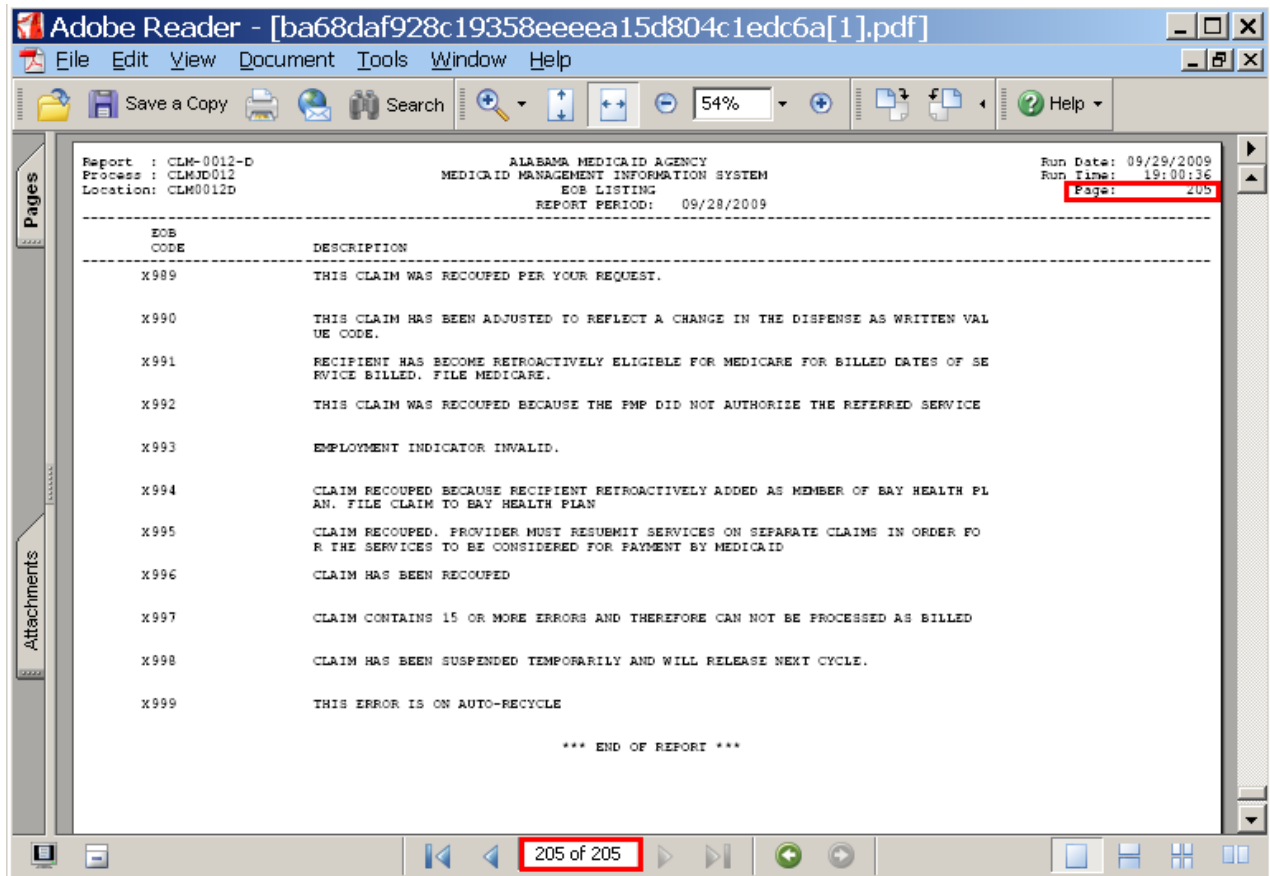 Adobe Reader - [ba68daf928c19358eeeea15d804c1edc6a[1].pdf]
File Edit View Document Tools Window Help
Save a Copy Search 54% Help
Pages
Attachments
Report : CLM-0012-D ALABAMA MEDICAID AGENCY Run Date: 09/29/2009
Process : CLMJD012 MEDICAID MANAGEMENT INFORMATION SYSTEM Run Time: 19:00:36
Location: CLM0012D EOB LISTING Page: 205
REPORT PERIOD: 09/28/2009
EOB
CODE DESCRIPTION
X989 THIS CLAIM WAS RECOUPED PER YOUR REQUEST.
X990 THIS CLAIM HAS BEEN ADJUSTED TO REFLECT A CHANGE IN THE DISPENSE AS WRITTEN VAL
UE CODE.
X991 RECIPIENT HAS BECOME RETROACTIVELY ELIGIBLE FOR MEDICARE FOR BILLED DATES OF SE
RVICE BILLED. FILE MEDICARE.
X992 THIS CLAIM WAS RECOUPED BECAUSE THE PMP DID NOT AUTHORIZE THE REFERRED SERVICE
X993 EMPLOYMENT INDICATOR INVALID.
X994 CLAIM RECOUPED BECAUSE RECIPIENT RETROACTIVELY ADDED AS MEMBER OF BAY HEALTH PL
AN. FILE CLAIM TO BAY HEALTH PLAN
X995 CLAIM RECOUPED. PROVIDER MUST RESUBMIT SERVICES ON SEPARATE CLAIMS IN ORDER FO
R THE SERVICES TO BE CONSIDERED FOR PAYMENT BY MEDICAID
X996 CLAIM HAS BEEN RECOUPED
X997 CLAIM CONTAINS 15 OR MORE ERRORS AND THEREFORE CAN NOT BE PROCESSED AS BILLED
X998 CLAIM HAS BEEN SUSPENDED TEMPORARILY AND WILL RELEASE NEXT CYCLE.
X999 THIS ERROR IS ON AUTO-RECYCLE
*** END OF REPORT ***
205 of 205